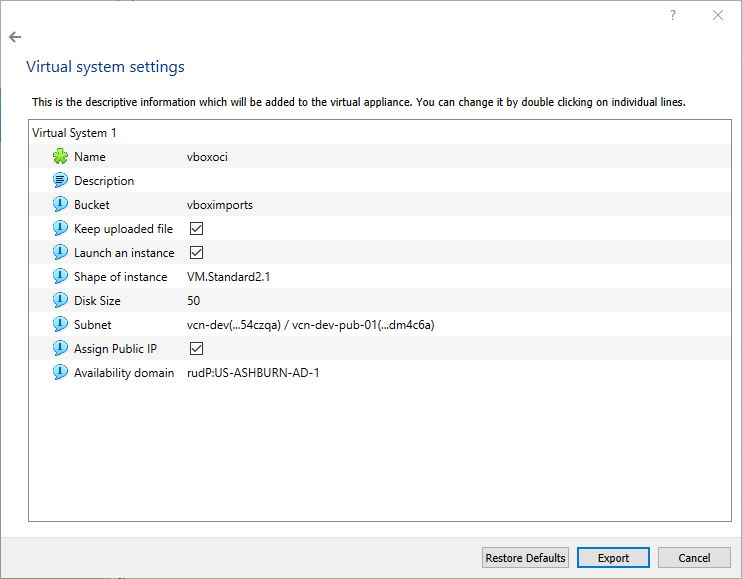 ?
Virtual system settings
This is the descriptive information which will be added to the virtual appliance. You can change it by double clicking on individual lines.
Virtual System 1
Name vboxoci
Description
Bucket vboximports
Keep uploaded file
Launch an instance
Shape of instance VM.Standard2.1
Disk Size 50
Subnet vcn-dev(...54czqa) / vcn-dev-pub-01(...dm4c6a)
Assign Public IP
Availability domain rudP:US-ASHBURN-AD-1
Restore Defaults Export Cancel